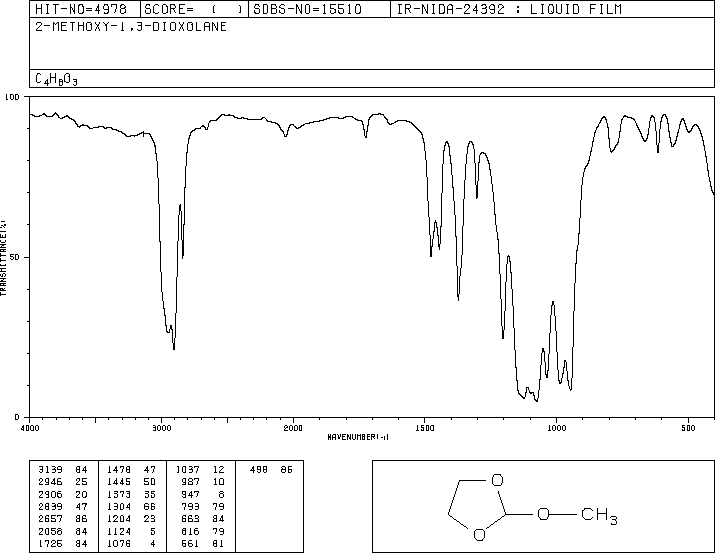 HIT-NO=4978 SCORE= ( ) SDBS-NO=15510 IR-NIDA-24392 : LIQUID FILM
2-METHOXY-1,3-DIOXOLANE
C4H8O3
100
50
0
TRANSMITTANCE(%)
4000 3000 2000 1500 1000 500
WAVENUMBER(-1)
3139 84 1478 47 1037 12 498 86
2946 25 1445 50 987 10
2906 20 1373 35 947 8
2839 47 1304 66 793 79
2657 86 1204 23 663 84
2058 84 1124 5 616 79
1725 84 1076 4 561 81
O
O CH3
O